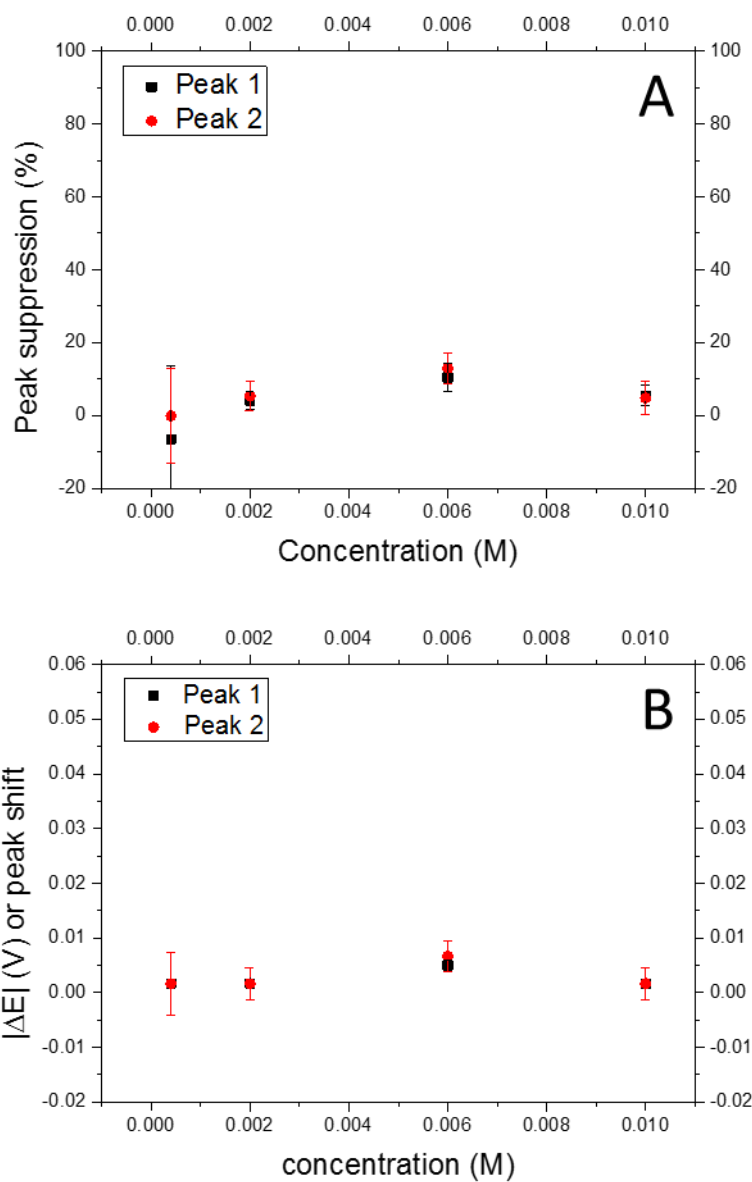 0.000 0.002 0.004 0.006 0.008 0.010
100 100
Peak 1
A
Peak 2
80 80
60 60
40 40
20 20
0 0
-20 -20
Peak suppression (%)
0.000 0.002 0.004 0.006 0.008 0.010
Concentration (M)
0.000 0.002 0.004 0.006 0.008 0.010
0.06 0.06
Peak 1
B
Peak 2
0.05 0.05
0.04 0.04
0.03 0.03
0.02 0.02
0.01 0.01
0.00 0.00
-0.01 -0.01
-0.02 -0.02
|ΔE| (V) or peak shift
0.000 0.002 0.004 0.006 0.008 0.010
concentration (M)